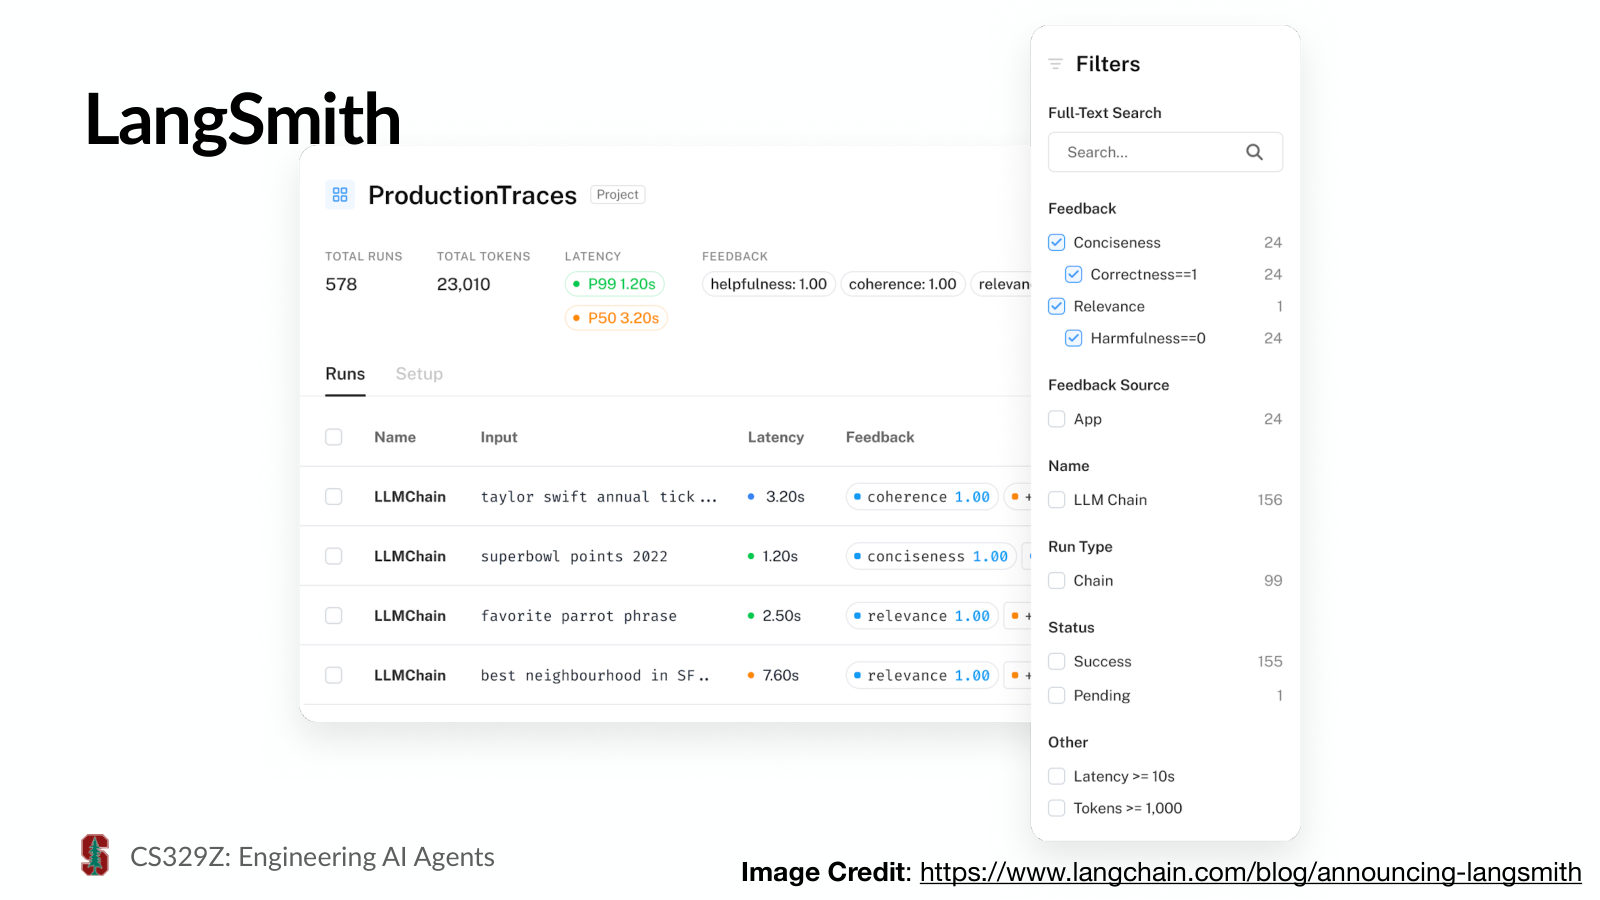 LangSmith
ProductionTraces Project
TOTAL RUNS TOTAL TOKENS LATENCY FEEDBACK
578 23,010 P99 1.20s helpfulness: 1.00 coherence: 1.00 relevan
P50 3.20s
Runs Setup
Name Input Latency Feedback
LLMChain taylor swift annual tick... 3.20s coherence 1.00 +
LLMChain superbowl points 2022 1.20s conciseness 1.00
LLMChain favorite parrot phrase 2.50s relevance 1.00 +
LLMChain best neighbourhood in SF.. 7.60s relevance 1.00 +
Filters
Full-Text Search
Search...
Feedback
Conciseness 24
Correctness==1 24
Relevance 1
Harmfulness==0 24
Feedback Source
App 24
Name
LLM Chain 156
Run Type
Chain 99
Status
Success 155
Pending 1
Other
Latency >= 10s
Tokens >= 1,000
CS329Z: Engineering AI Agents
Image Credit: https://www.langchain.com/blog/announcing-langsmith